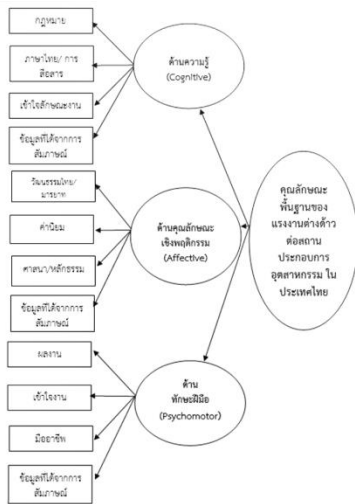 กฎหมาย
ภาษาไทย/ การ
สื่อสาร
เข้าใจลักษณะงาน
ข้อมูลที่ได้จากการ
สัมภาษณ์
ด้านความรู้
(Cognitive)
วัฒนธรรมไทย/
มารยาท
ค่านิยม
ศาสนา/หลักธรรม
ข้อมูลที่ได้จากการ
สัมภาษณ์
ด้านคุณลักษณะ
เชิงพฤติกรรม
(Affective)
คุณลักษณะ
พื้นฐานของ
แรงงานต่างด้าว
ต่อสถาน
ประกอบการ
อุตสาหกรรม ใน
ประเทศไทย
ผลงาน
เข้าใจงาน
มืออาชีพ
ข้อมูลที่ได้จากการ
สัมภาษณ์
ด้าน
ทักษะฝีมือ
(Psychomotor)